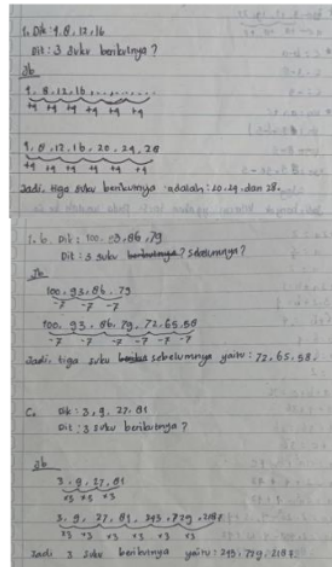 1. Dik : 4, 8, 12, 16
Dit : 3 suku berikutnya ?
Jb
4, 8, 12, 16 ..........
+4 +4 +4 +4 +4 +4
4, 8, 12, 16, 20, 24, 28
+4 +4 +4 +4 +4 +4
Jadi, tiga suku berikutnya adalah : 20, 24, dan 28.
1. b. Dik : 100, 93, 86, 79
Dit : 3 suku berikutnya? sebelumnya?
Jb
100, 93, 86, 79
-7 -7 -7
100, 93, 86, 79, 72, 65, 58
-7 -7 -7 -7 -7 -7
Jadi, tiga suku sebelumnya yaitu : 72, 65, 58.
C. Dik : 3, 9, 27, 81
Dit : 3 suku berikutnya ?
Jb
3, 9, 27, 81
x3 x3 x3
3, 9, 27, 81, 243, 729, 2187
x3 x3 x3 x3 x3 x3
Jadi 3 suku berikutnya yaitu : 243, 729, 2187.